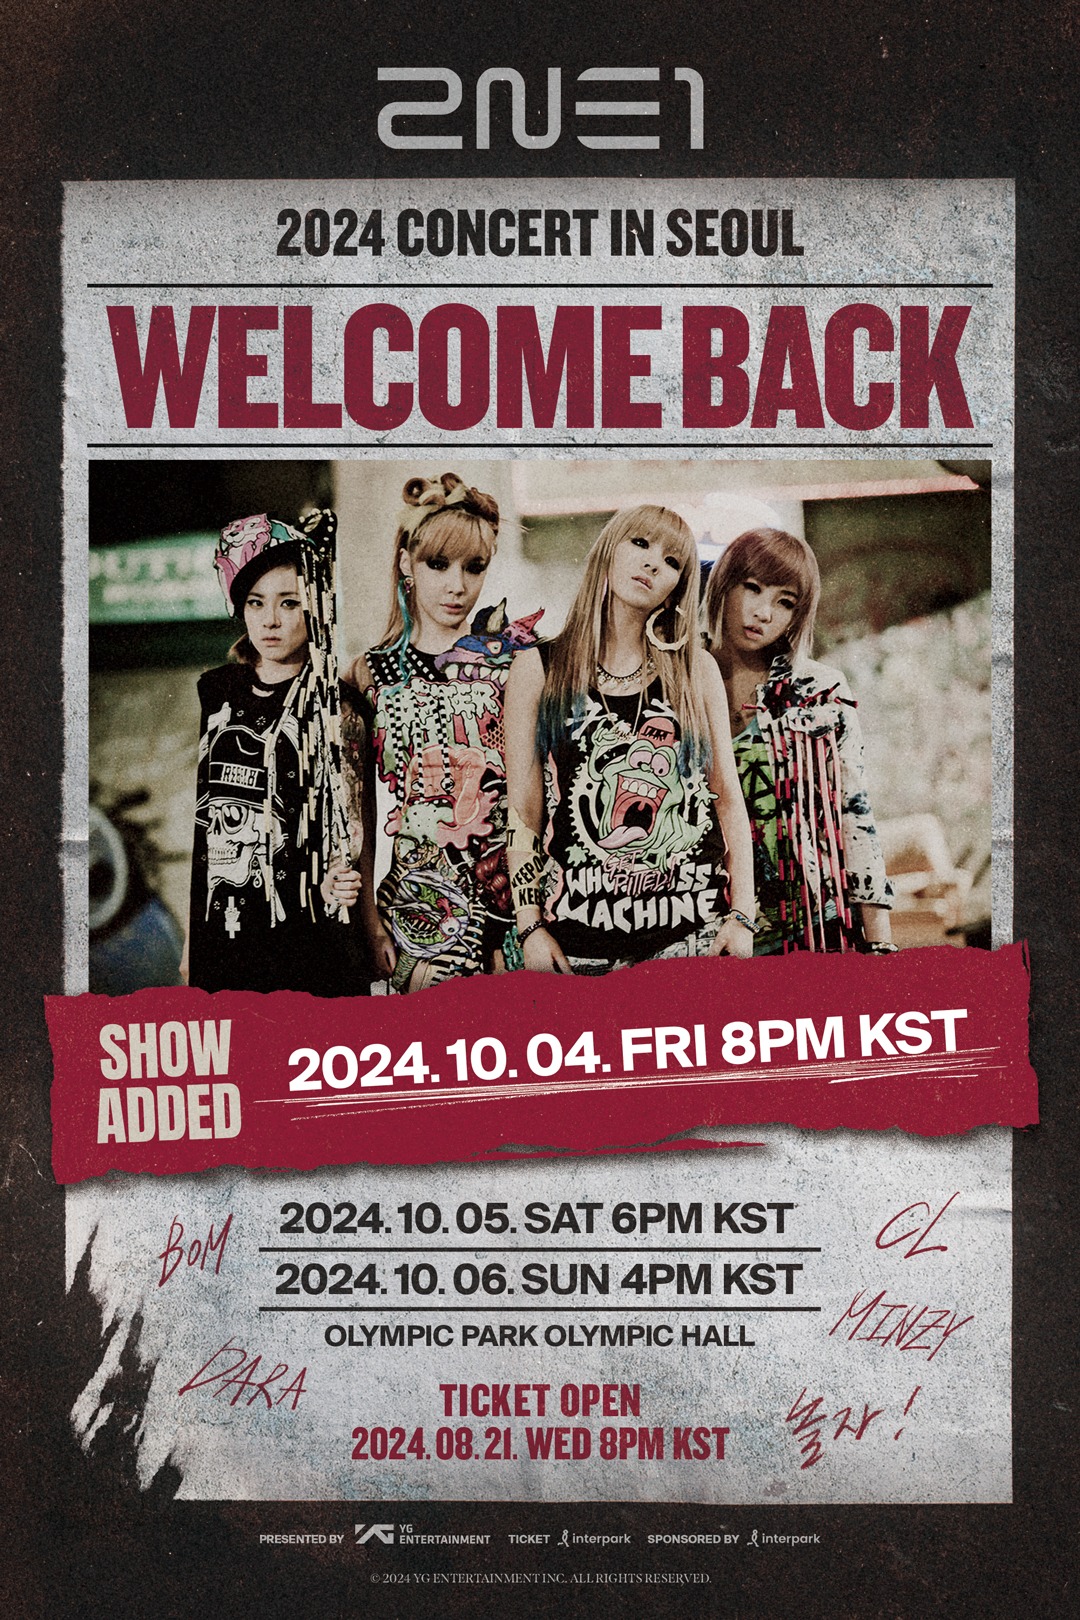 2NE1
2024 CONCERT IN SEOUL
WELCOME BACK
GET
PITTED!
MACHINE
SHOW
ADDED
2024. 10. 04. FRI 8PM KST
2024. 10. 05. SAT 6PM KST
2024. 10. 06. SUN 4PM KST
OLYMPIC PARK OLYMPIC HALL
BOM
CL
MINZY
DARA
놀자!
TICKET OPEN
2024. 08. 21. WED 8PM KST
PRESENTED BY YG ENTERTAINMENT TICKET interpark SPONSORED BY interpark
© 2024 YG ENTERTAINMENT INC. ALL RIGHTS RESERVED.